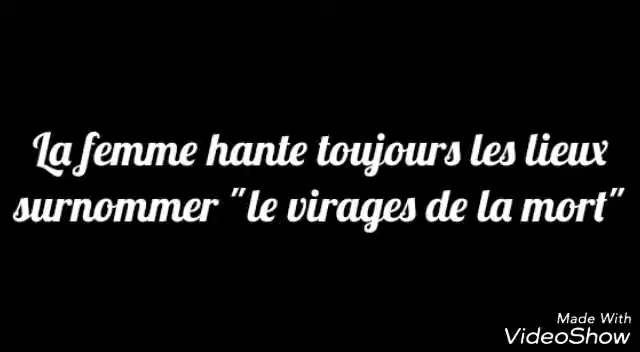 La femme hante toujours les lieux
surnommer "le virages de la mort"
Made With
VideoShow